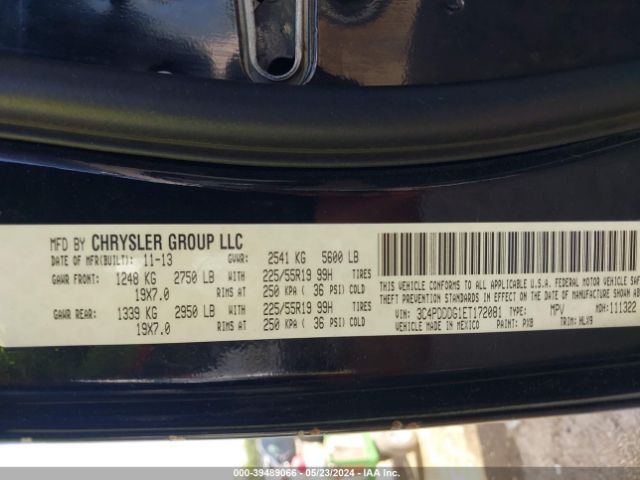 MFD BY CHRYSLER GROUP LLC
DATE OF MFR(BUILT): 11-13 GVWR: 2541 KG 5600 LB
GAWR FRONT: 1248 KG 2750 LB WITH 225/55R19 99H TIRES
19X7.0 RIMS AT 250 KPA ( 36 PSI) COLD
GAWR REAR: 1339 KG 2950 LB WITH 225/55R19 99H TIRES
19X7.0 RIMS AT 250 KPA ( 36 PSI) COLD
THIS VEHICLE CONFORMS TO ALL APPLICABLE U.S.A. FEDERAL MOTOR VEHICLE SAF
THEFT PREVENTION STANDARDS IN EFFECT ON THE DATE OF MANUFACTURE SHOWN AB
VIN: 3C4PDDDG1ET172081 TYPE: MPV MDH: 111322
VEHICLE MADE IN MEXICO PAINT: PXB TRIM: HLX9
000-39489066 - 05/23/2024 - IAAI.com